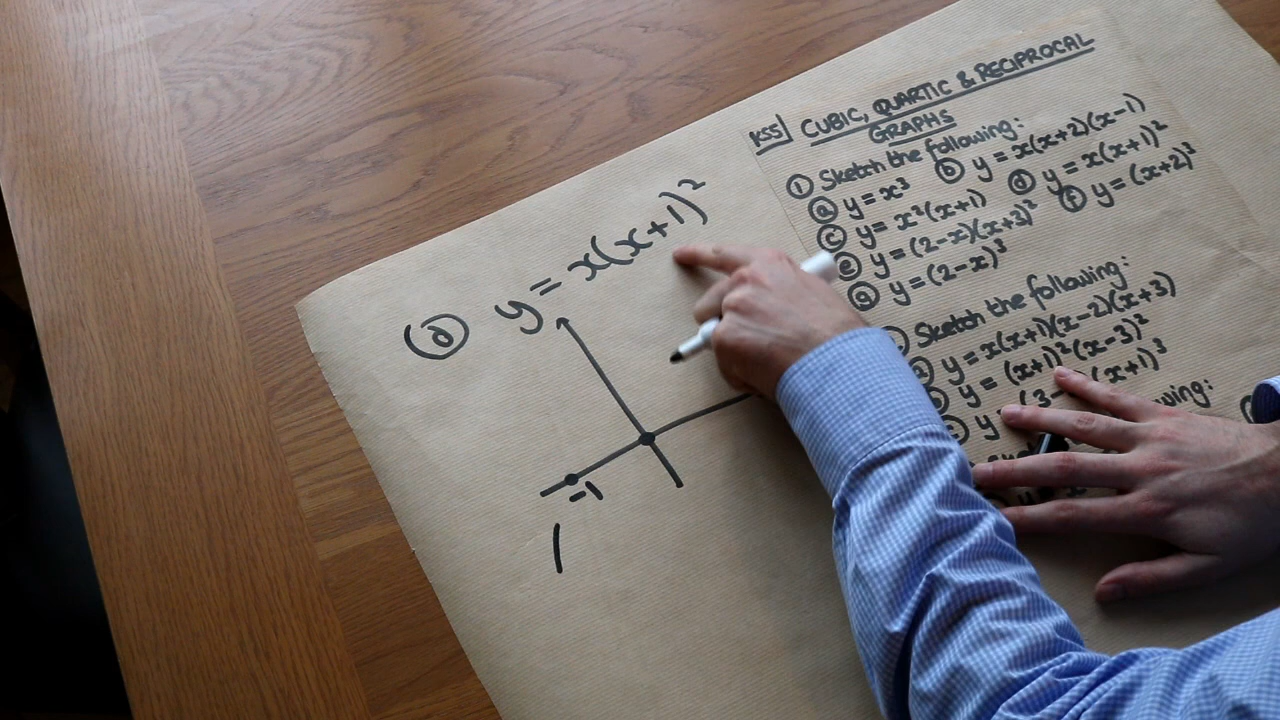 KS5 CUBIC, QUARTIC & RECIPROCAL
GRAPHS
① Sketch the following:
ⓐ y = x³ ⓑ y = x(x+2)(x-1)
ⓒ y = x²(x+1) ⓓ y = x(x+1)²
ⓔ y = (2-x)(x+3)² ⓕ y = (x+2)³
ⓖ y = (2-x)³
Sketch the following:
y = x(x+1)(x-2)(x+3)
y = (x+1)²(x-3)²
y = (3- (x+1)³
ⓓ y = x(x+1)²
-1